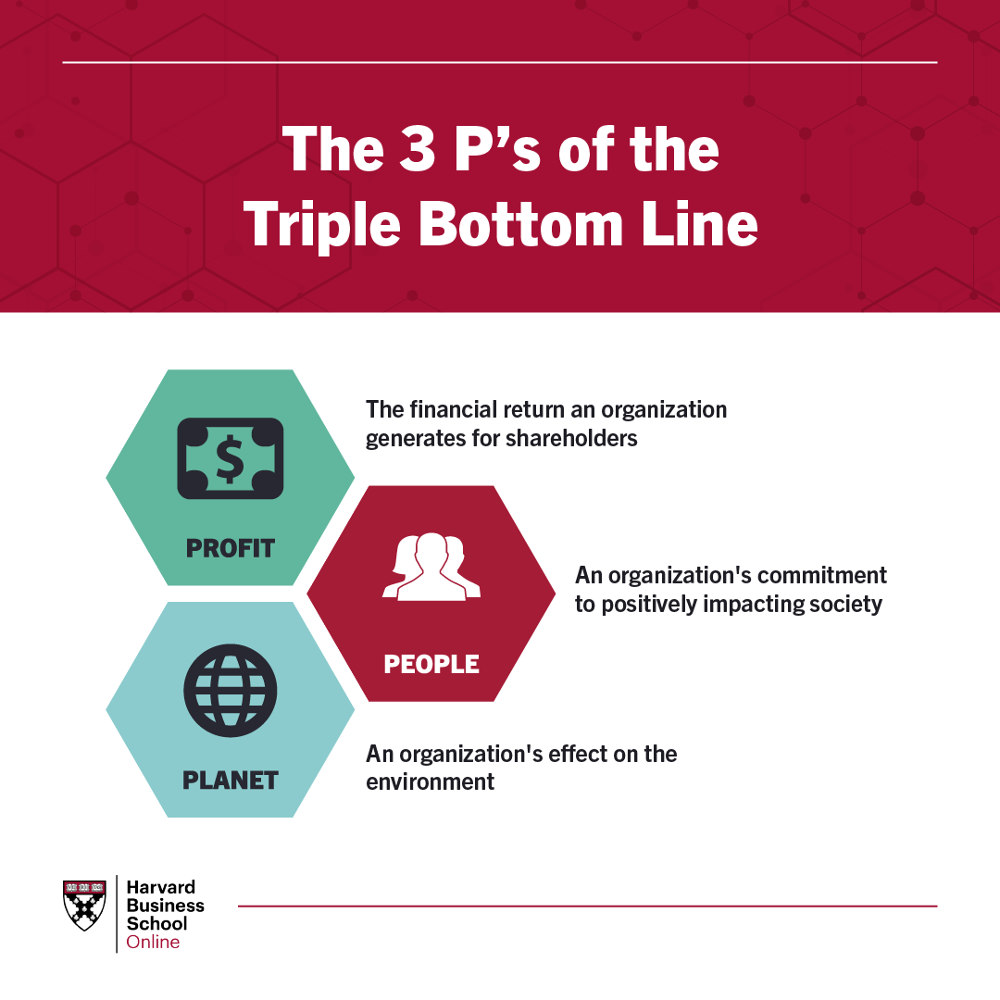 The 3 P’s of the
Triple Bottom Line
$
PROFIT
The financial return an organization
generates for shareholders
PEOPLE
An organization's commitment
to positively impacting society
PLANET
An organization's effect on the
environment
Harvard
Business
School
Online